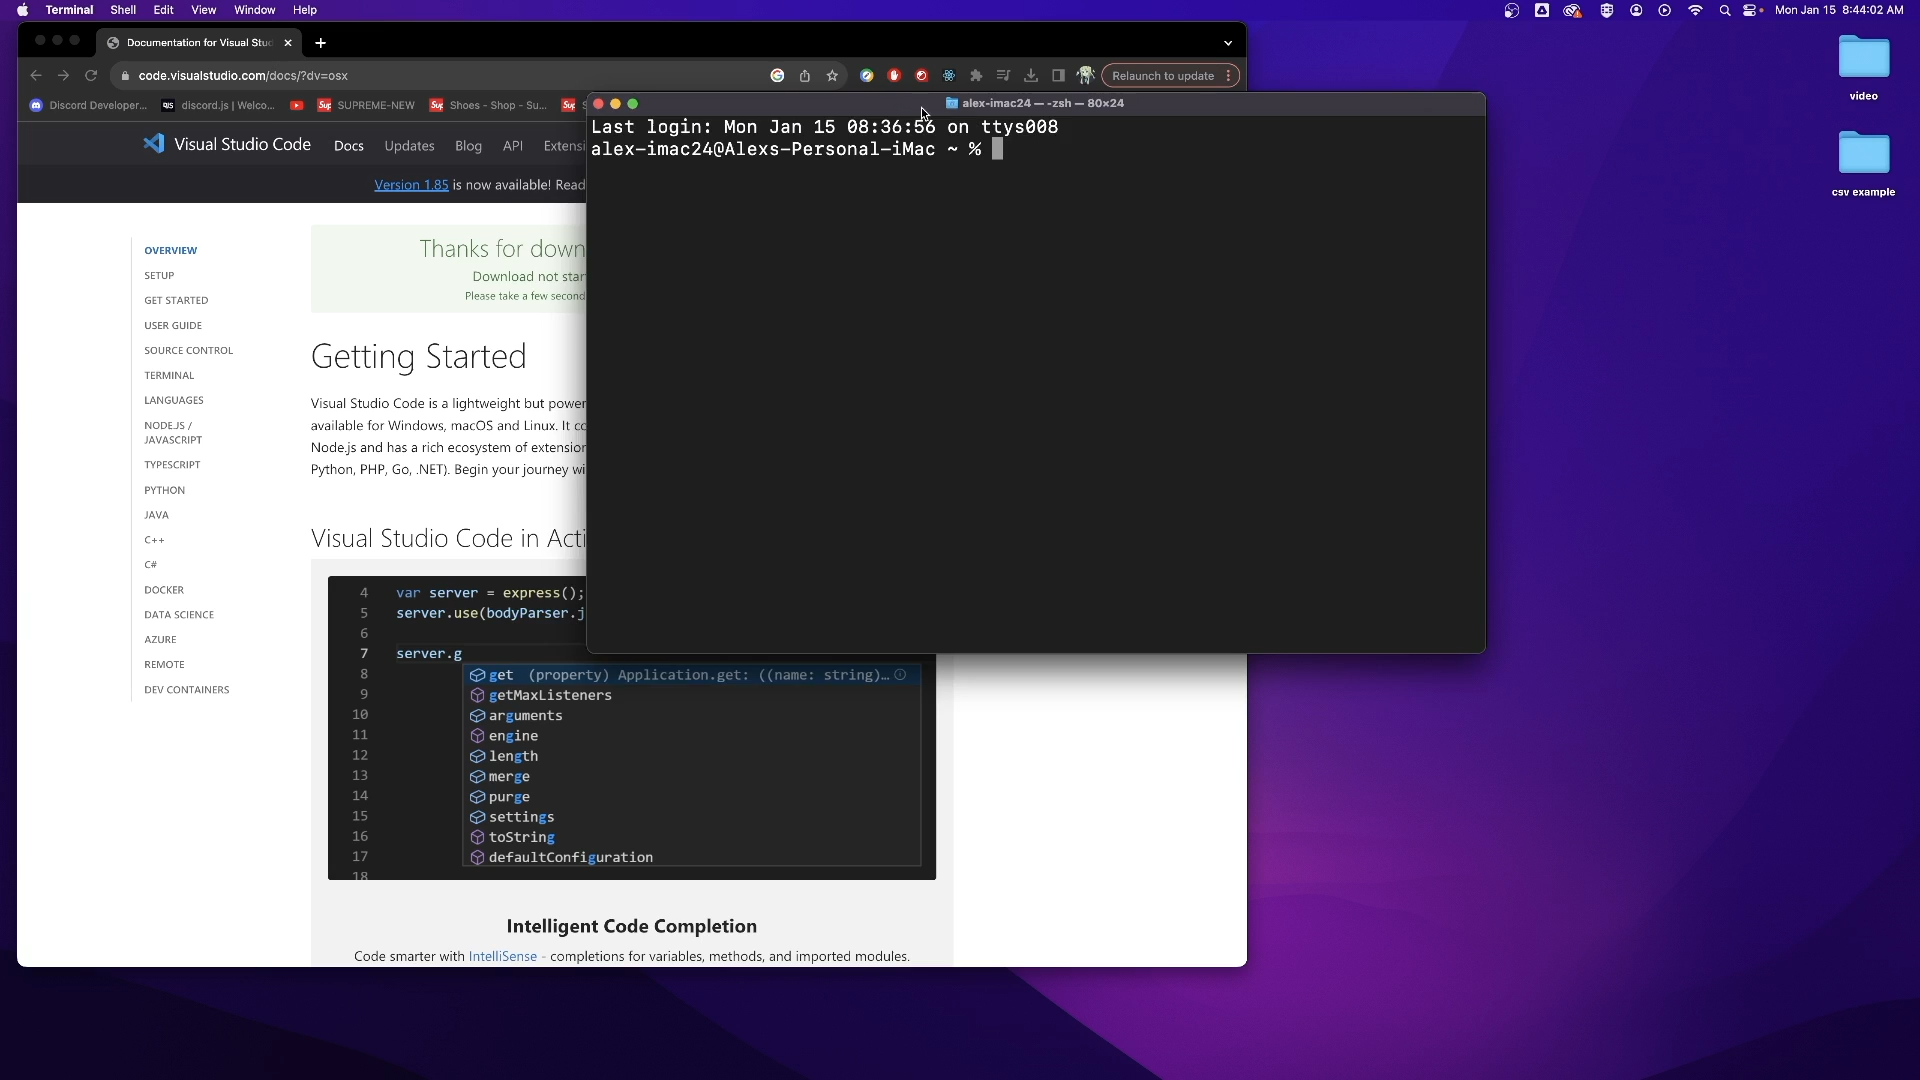 Terminal Shell Edit View Window Help
Mon Jan 15 8:44:02 AM
Documentation for Visual Stu
code.visualstudio.com/docs/?dv=osx
Relaunch to update
Discord Developer... discord.js | Welco... SUPREME-NEW Shoes - Shop - Su...
alex-imac24 — -zsh — 80×24
Last login: Mon Jan 15 08:36:56 on ttys008
alex-imac24@Alexs-Personal-iMac ~ %
Visual Studio Code Docs Updates Blog API Extensi
Version 1.85 is now available! Read
Thanks for down
Download not star
Please take a few second
OVERVIEW
SETUP
GET STARTED
USER GUIDE
SOURCE CONTROL
TERMINAL
LANGUAGES
NODE.JS /
JAVASCRIPT
TYPESCRIPT
PYTHON
JAVA
C++
C#
DOCKER
DATA SCIENCE
AZURE
REMOTE
DEV CONTAINERS
Getting Started
Visual Studio Code is a lightweight but power
available for Windows, macOS and Linux. It co
Node.js and has a rich ecosystem of extension
Python, PHP, Go, .NET). Begin your journey wi
Visual Studio Code in Acti
4 var server = express();
5 server.use(bodyParser.j
6
7 server.g
8 get (property) Application.get: ((name: string)…
9 getMaxListeners
10 arguments
11 engine
12 length
13 merge
14 purge
15 settings
16 toString
17 defaultConfiguration
18
Intelligent Code Completion
Code smarter with IntelliSense - completions for variables, methods, and imported modules.
video
csv example